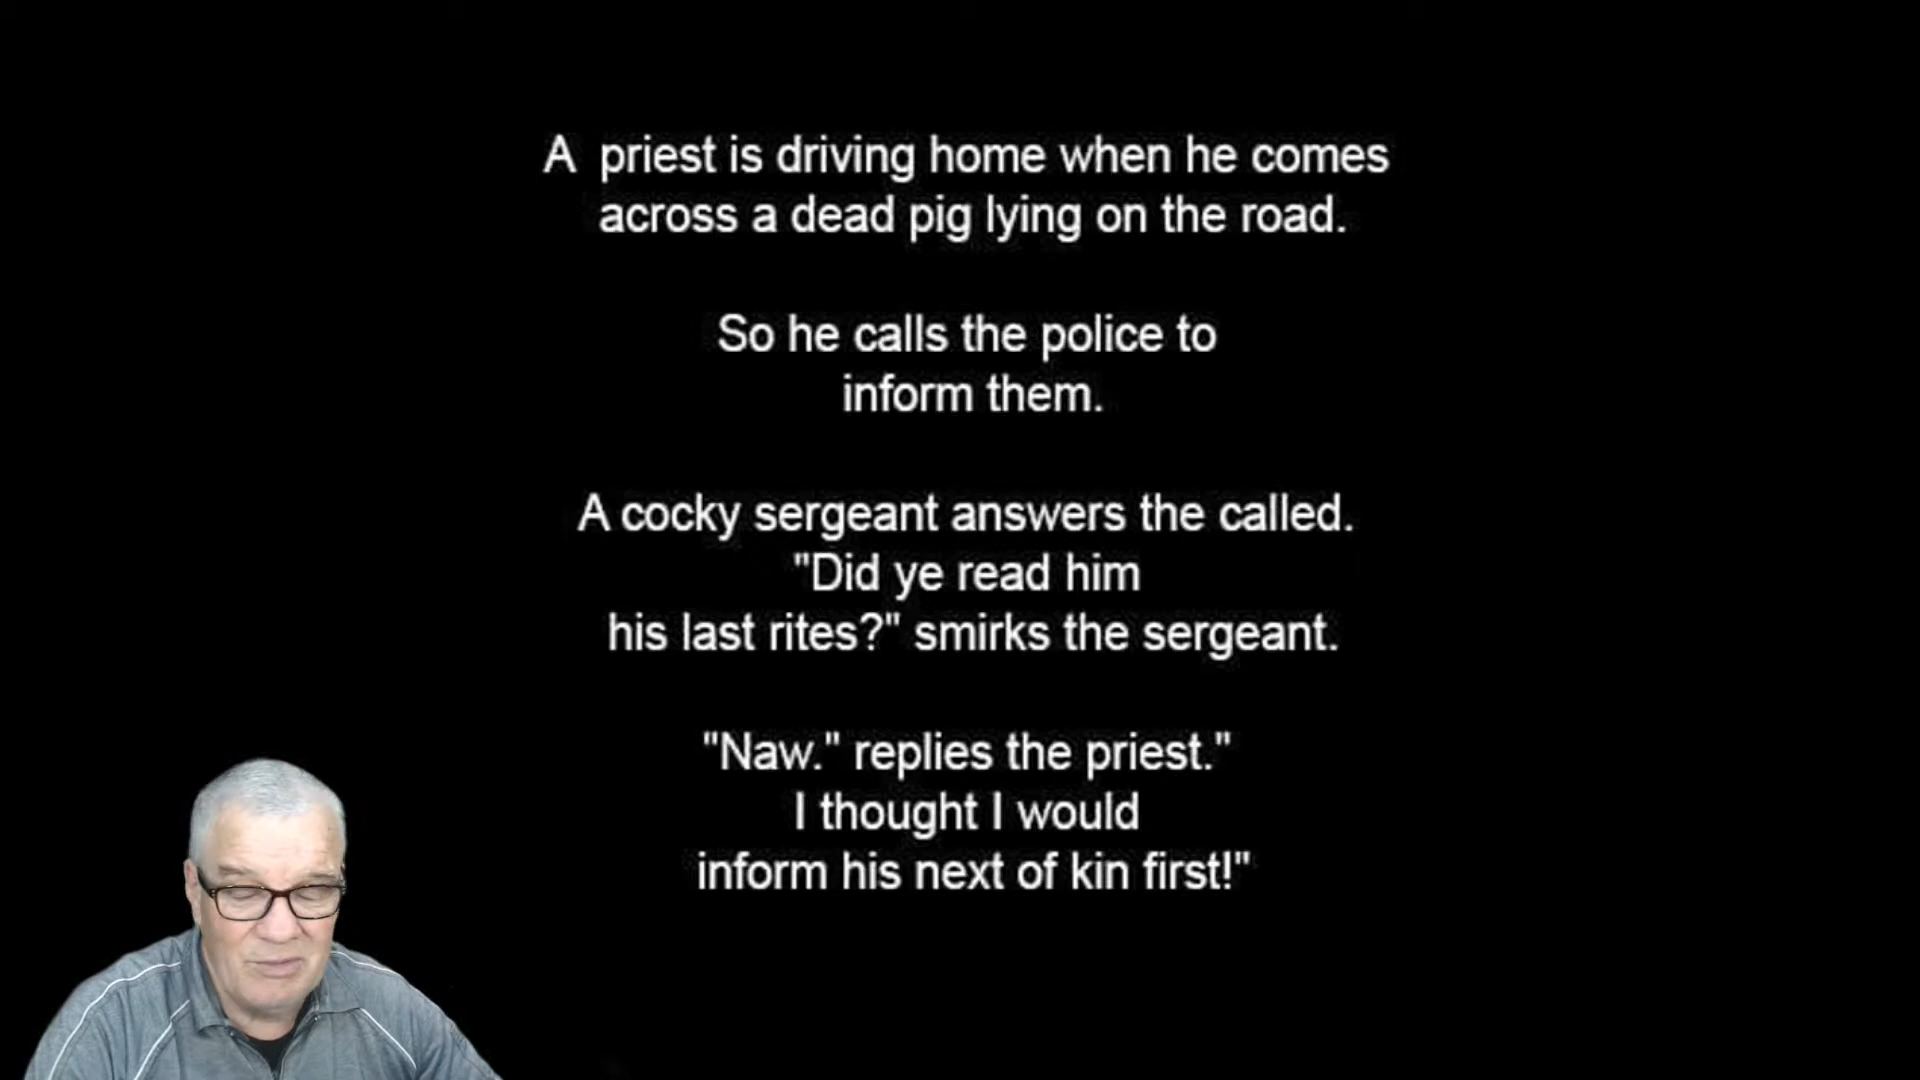 A  priest is driving home when he comes
across a dead pig lying on the road.
So he calls the police to
inform them.
A cocky sergeant answers the called.
"Did ye read him
his last rites?" smirks the sergeant.
"Naw." replies the priest."
I thought I would
inform his next of kin first!"